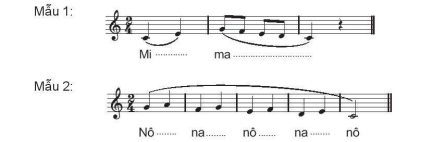 Mẫu 1:
Mi ............ ma ..............................
Mẫu 2:
Nô ........ na ........ nô ........ na ........ nô